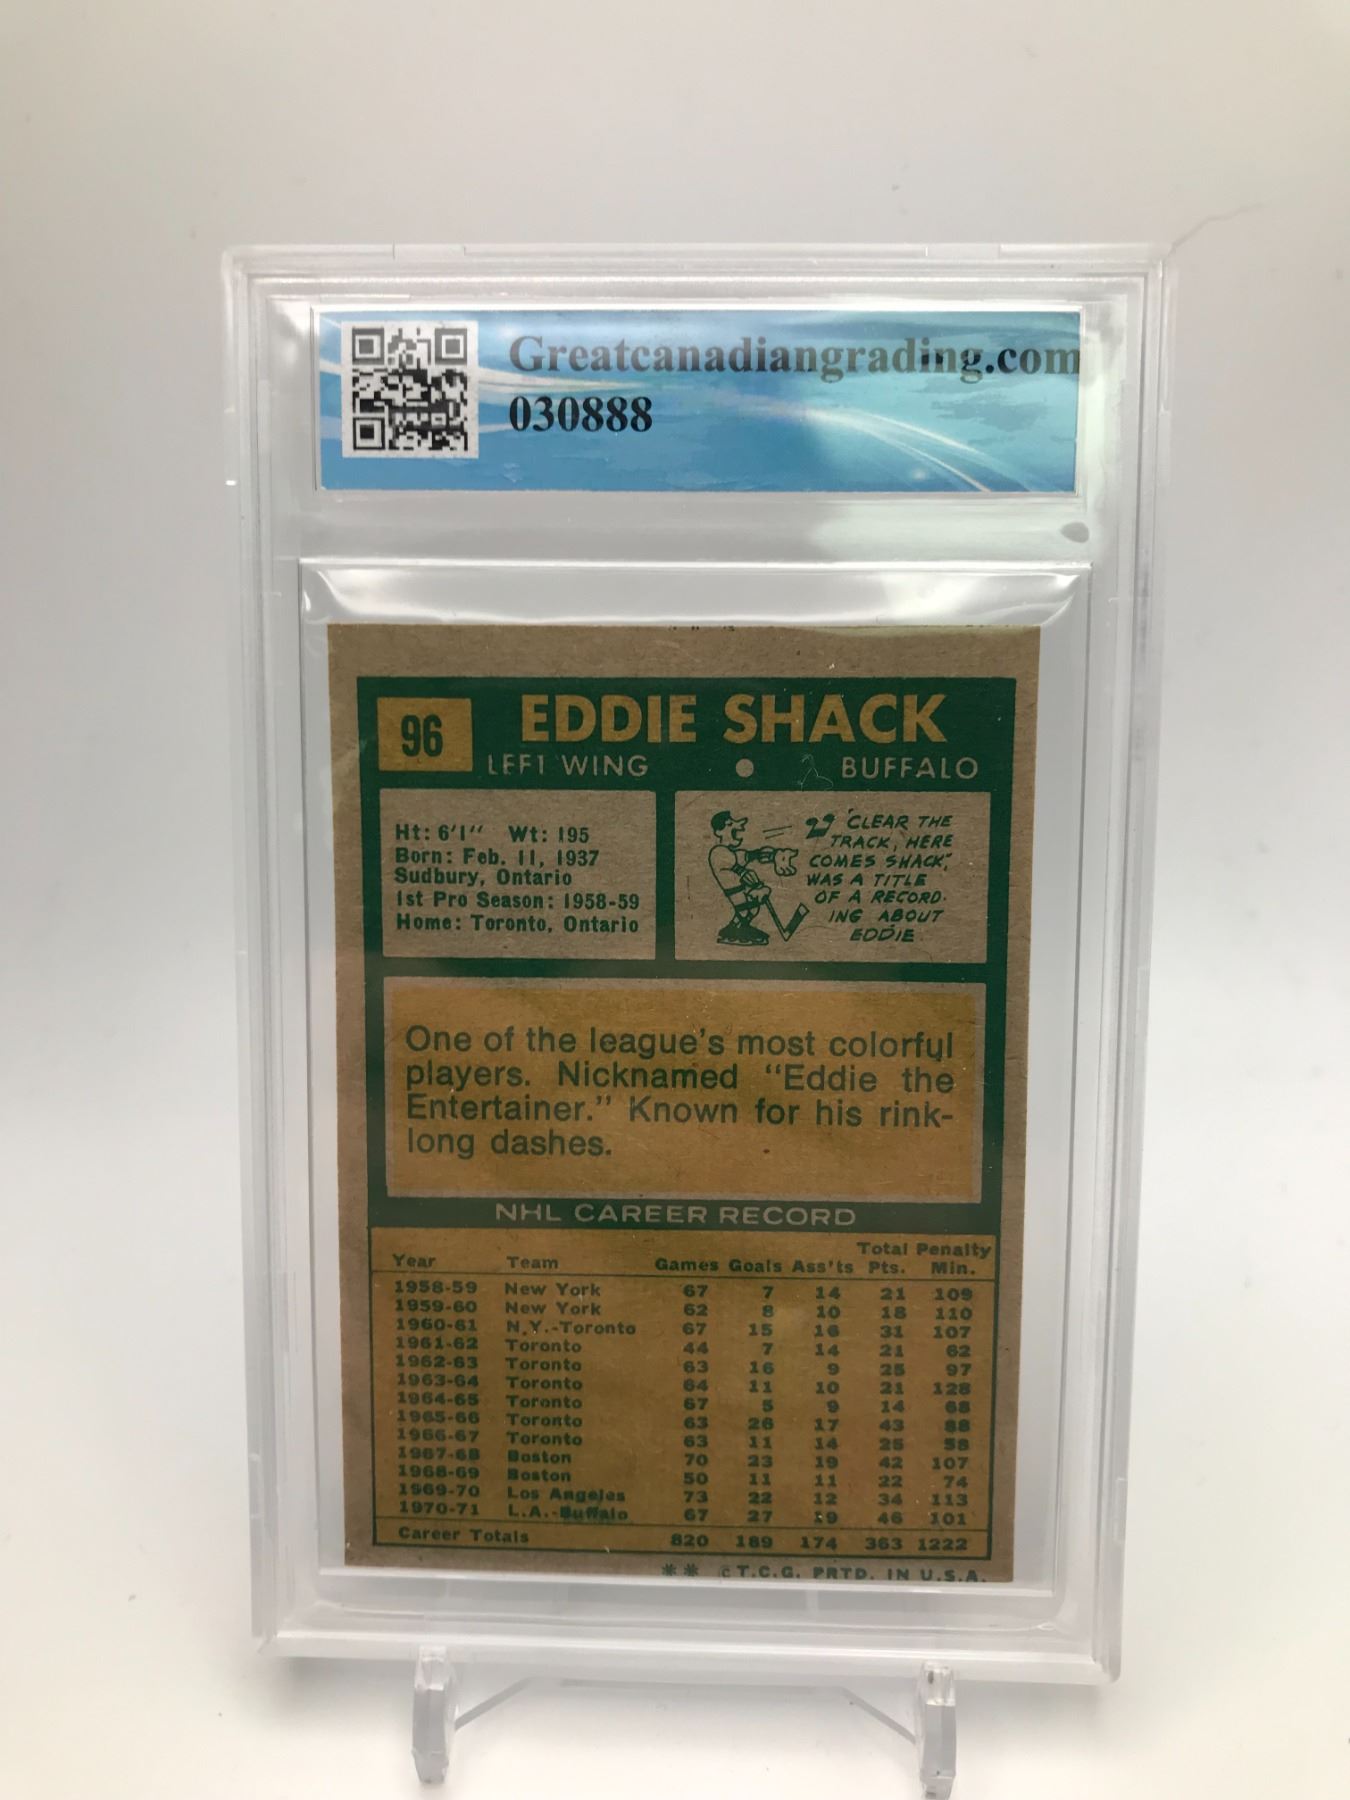 Greatcanadiangrading.com
030888
96
EDDIE SHACK
LEFT WING BUFFALO
Ht: 6'1" Wt: 195
Born: Feb. 11, 1937
Sudbury, Ontario
1st Pro Season: 1958-59
Home: Toronto, Ontario
"CLEAR THE
TRACK, HERE
COMES SHACK,"
WAS A TITLE
OF A RECORD-
ING ABOUT
EDDIE.
One of the league's most colorful
players. Nicknamed "Eddie the
Entertainer." Known for his rink-
long dashes.
NHL CAREER RECORD
Year Team Games Goals Ass'ts Total Pts. Penalty Min.
1958-59 New York 67 7 14 21 109
1959-60 New York 62 8 10 18 110
1960-61 N.Y.-Toronto 67 15 16 31 107
1961-62 Toronto 44 7 14 21 62
1962-63 Toronto 63 16 9 25 97
1963-64 Toronto 64 11 10 21 128
1964-65 Toronto 67 5 9 14 68
1965-66 Toronto 63 26 17 43 88
1966-67 Toronto 63 11 14 25 58
1967-68 Boston 70 23 19 42 107
1968-69 Boston 50 11 11 22 74
1969-70 Los Angeles 73 22 12 34 113
1970-71 L.A.-Buffalo 67 27 19 46 101
Career Totals 820 189 174 363 1222
** © T.C.G. PRTD. IN U.S.A.